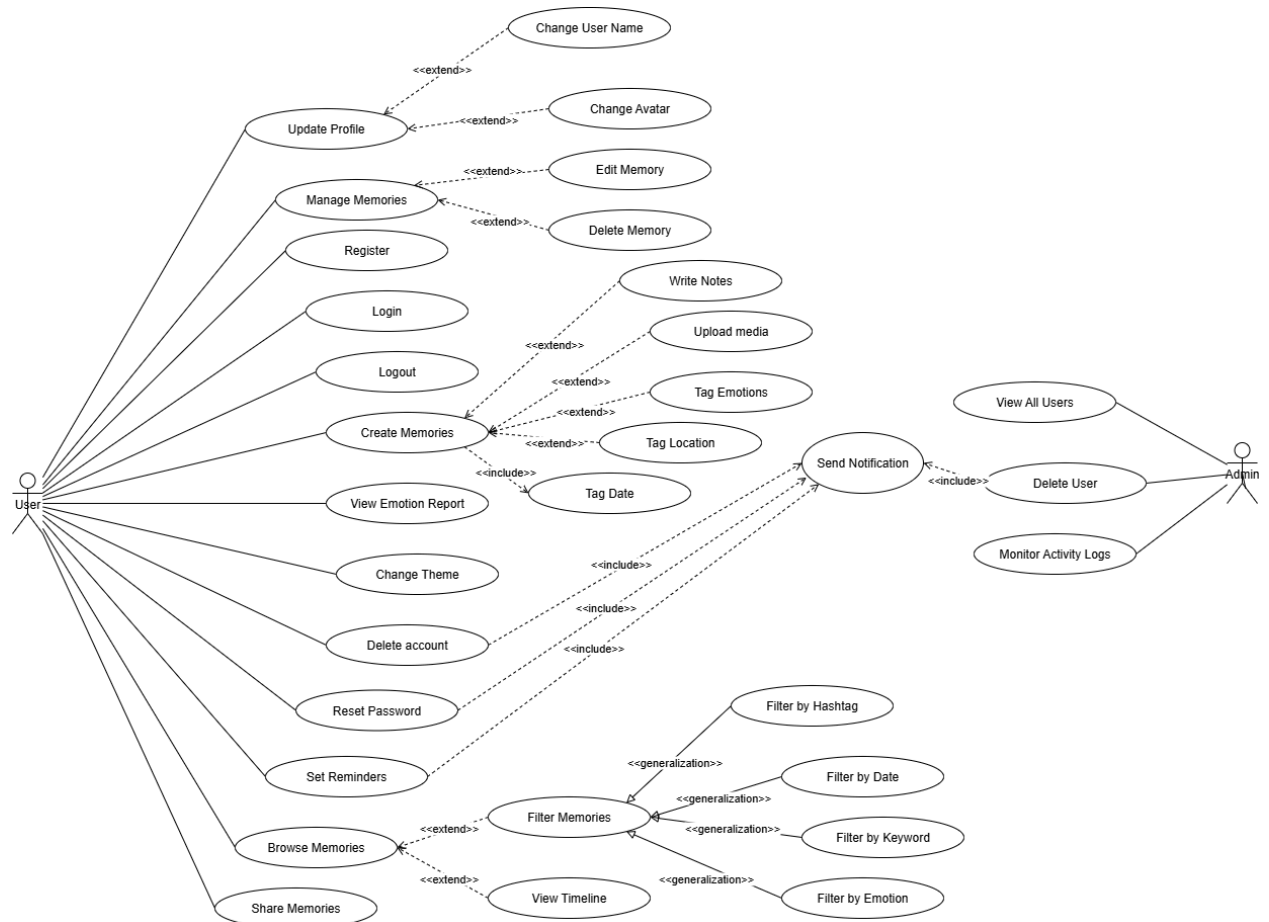 Change User Name
<<extend>>
Change Avatar
<<extend>>
Update Profile
Edit Memory
<<extend>>
Manage Memories
<<extend>>
Delete Memory
Register
Write Notes
Login
Upload media
<<extend>>
Logout
<<extend>>
Tag Emotions
View All Users
<<extend>>
Create Memories
<<extend>>
Tag Location
Send Notification
<<include>>
Tag Date
<<include>>
Delete User
Admin
User
View Emotion Report
Monitor Activity Logs
Change Theme
<<include>>
<<include>>
Delete account
<<include>>
Reset Password
Filter by Hashtag
<<generalization>>
Set Reminders
Filter by Date
<<generalization>>
Filter Memories
<<extend>>
<<generalization>>
Filter by Keyword
Browse Memories
<<extend>>
<<generalization>>
View Timeline
Filter by Emotion
Share Memories